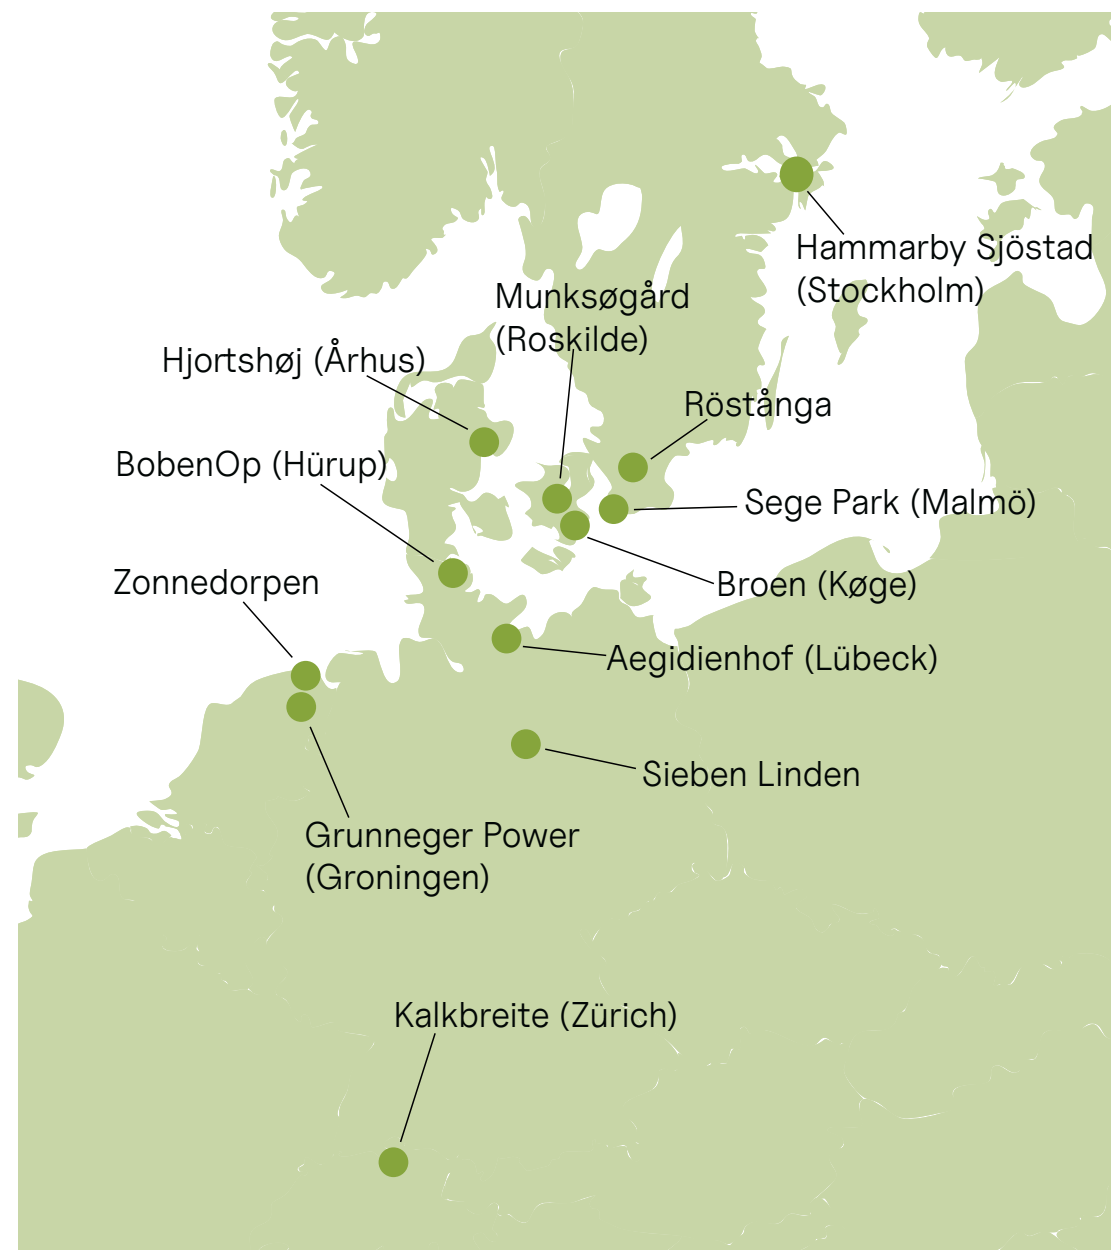 Hammarby Sjöstad
(Stockholm)
Munksøgård
(Roskilde)
Hjortshøj (Århus)
Röstånga
BobenOp (Hürup)
Sege Park (Malmö)
Zonnedorpen
Broen (Køge)
Aegidienhof (Lübeck)
Sieben Linden
Grunneger Power
(Groningen)
Kalkbreite (Zürich)